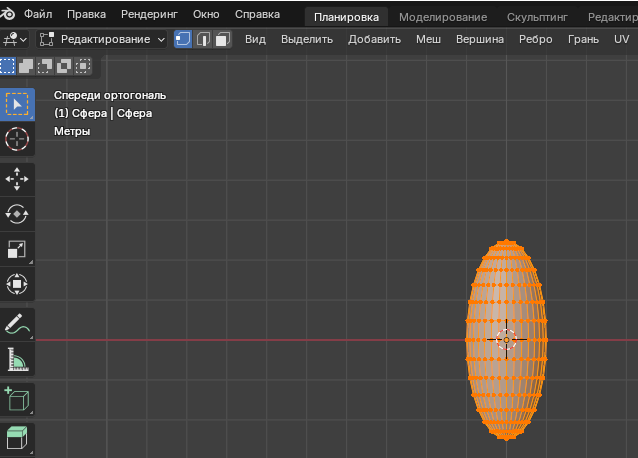 Файл Правка Рендеринг Окно Справка Планировка Моделирование Скульптинг Редактир
Редактирование Вид Выделить Добавить Меш Вершина Ребро Грань UV
Спереди ортогональ
(1) Сфера | Сфера
Метры